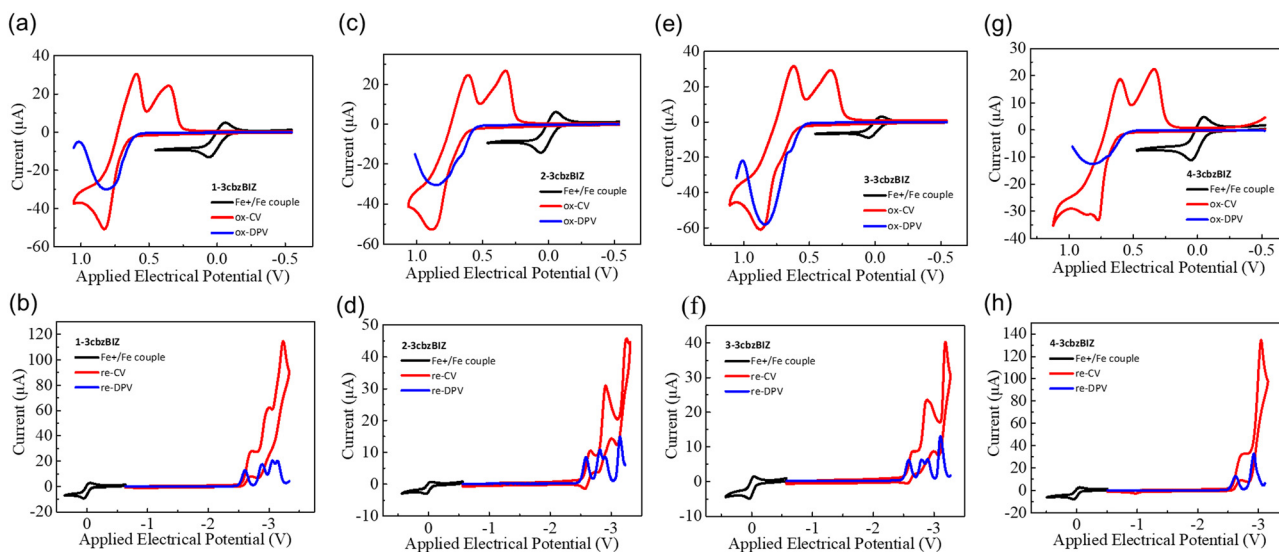 (a)
Current (μA)
40
20
0
-20
-40
-60
1-3cbzBIZ
Fe+/Fe couple
ox-CV
ox-DPV
1.0
0.5
0.0
-0.5
Applied Electrical Potential (V)
(c)
Current (μA)
20
0
-20
-40
-60
2-3cbzBIZ
Fe+/Fe couple
ox-CV
ox-DPV
1.0
0.5
0.0
-0.5
Applied Electrical Potential (V)
(e)
Current (μA)
40
20
0
-20
-40
-60
3-3cbzBIZ
Fe+/Fe couple
ox-CV
ox-DPV
1.0
0.5
0.0
-0.5
Applied Electrical Potential (V)
(g)
Current (μA)
30
20
10
0
-10
-20
-30
-40
4-3cbzBIZ
Fe+/Fe couple
ox-CV
ox-DPV
1.0
0.5
0.0
-0.5
Applied Electrical Potential (V)
(b)
Current (μA)
120
100
80
60
40
20
0
-20
1-3cbzBIZ
Fe+/Fe couple
re-CV
re-DPV
0
-1
-2
-3
Applied Electrical Potential (V)
(d)
Current (μA)
50
40
30
20
10
0
-10
2-3cbzBIZ
Fe+/Fe couple
re-CV
re-DPV
0
-1
-2
-3
Applied Electrical Potential (V)
(f)
Current (μA)
40
30
20
10
0
-10
3-3cbzBIZ
Fe+/Fe couple
re-CV
re-DPV
0
-1
-2
-3
Applied Electrical Potential (V)
(h)
Current (μA)
140
120
100
80
60
40
20
0
-20
4-3cbzBIZ
Fe+/Fe couple
re-CV
re-DPV
0
-1
-2
-3
Applied Electrical Potential (V)